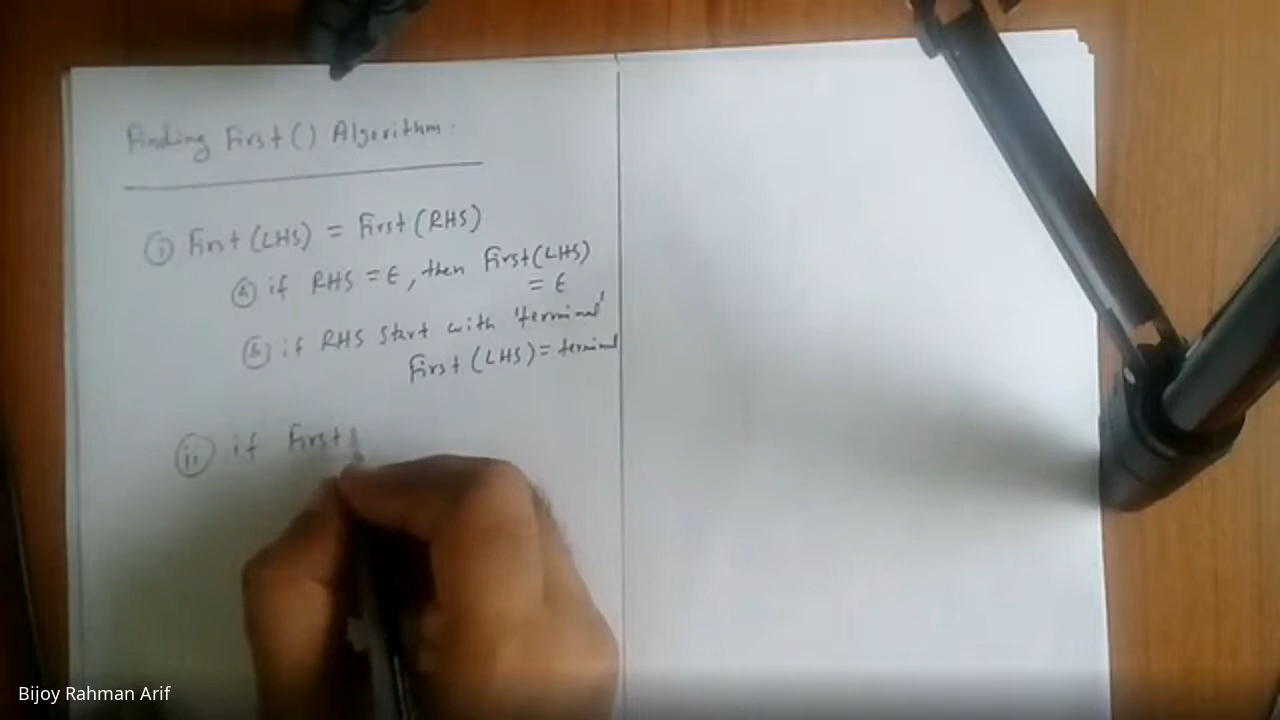 Finding First() Algorithm:
(i) First(LHS) = First(RHS)
(a) if RHS = ε, then First(LHS)
= ε
(b) if RHS start with 'terminal'
First(LHS) = terminal
(ii) if First
Bijoy Rahman Arif